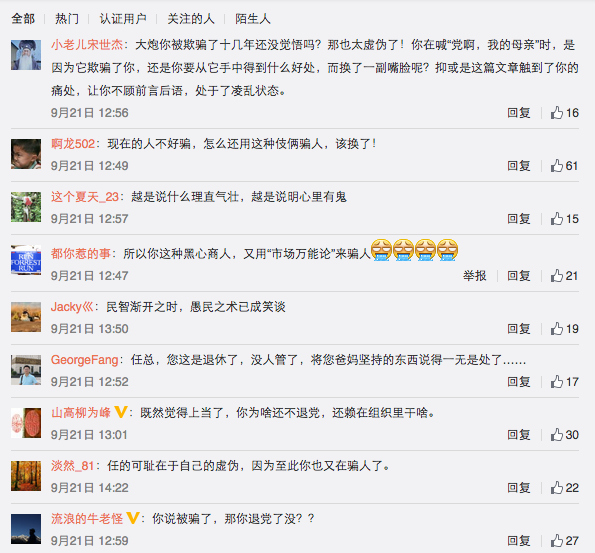 全部 热门 认证用户 关注的人 陌生人
小老儿宋世杰：大炮你被欺骗了十几年还没觉悟吗？那也太虚伪了！你在喊“党啊，我的母亲”时，是
因为它欺骗了你，还是你要从它手中得到什么好处，而换了一副嘴脸呢？抑或是这篇文章触到了你的
痛处，让你不顾前言后语，处于了凌乱状态。
9月21日 12:56 回复 16
啊龙502：现在的人不好骗，怎么还用这种伎俩骗人，该换了！
9月21日 12:49 回复 61
这个夏天_23：越是说什么理直气壮，越是说明心里有鬼
9月21日 12:57 回复 15
都你惹的事：所以你这种黑心商人，又用“市场万能论”来骗人
RUN
FORREST
RUN
9月21日 12:47 举报 回复 21
Jacky巛：民智渐开之时，愚民之术已成笑谈
9月21日 13:50 回复 19
GeorgeFang：任总，您这是退休了，没人管了，将您爸妈坚持的东西说得一无是处了......
9月21日 12:52 回复 17
山高柳为峰：既然觉得上当了，你为啥还不退党，还赖在组织里干啥。
9月21日 13:01 回复 30
淡然_81：任的可耻在于自己的虚伪，因为至此你也又在骗人了。
9月21日 14:22 回复 22
流浪的牛老怪：你说被骗了，那你退党了没？？
9月21日 12:59 回复 27